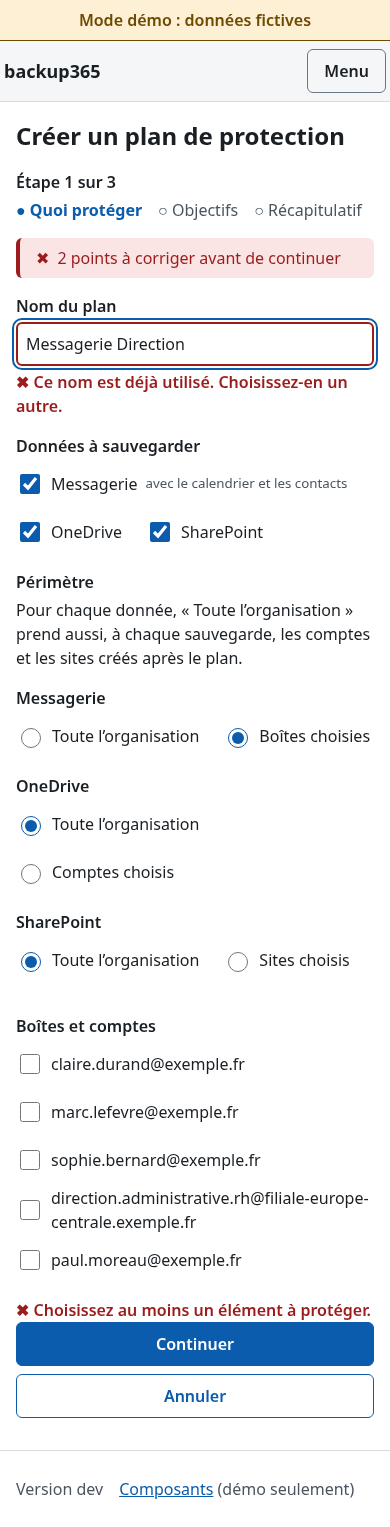 Mode démo : données fictives
backup365
Menu
Créer un plan de protection
Étape 1 sur 3
● Quoi protéger ○ Objectifs ○ Récapitulatif
✖ 2 points à corriger avant de continuer
Nom du plan
Messagerie Direction
✖ Ce nom est déjà utilisé. Choisissez-en un
autre.
Données à sauvegarder
Messagerie avec le calendrier et les contacts
OneDrive SharePoint
Périmètre
Pour chaque donnée, « Toute l’organisation »
prend aussi, à chaque sauvegarde, les comptes
et les sites créés après le plan.
Messagerie
Toute l’organisation Boîtes choisies
OneDrive
Toute l’organisation
Comptes choisis
SharePoint
Toute l’organisation Sites choisis
Boîtes et comptes
claire.durand@exemple.fr
marc.lefevre@exemple.fr
sophie.bernard@exemple.fr
direction.administrative.rh@filiale-europe-
centrale.exemple.fr
paul.moreau@exemple.fr
✖ Choisissez au moins un élément à protéger.
Continuer
Annuler
Version dev Composants (démo seulement)